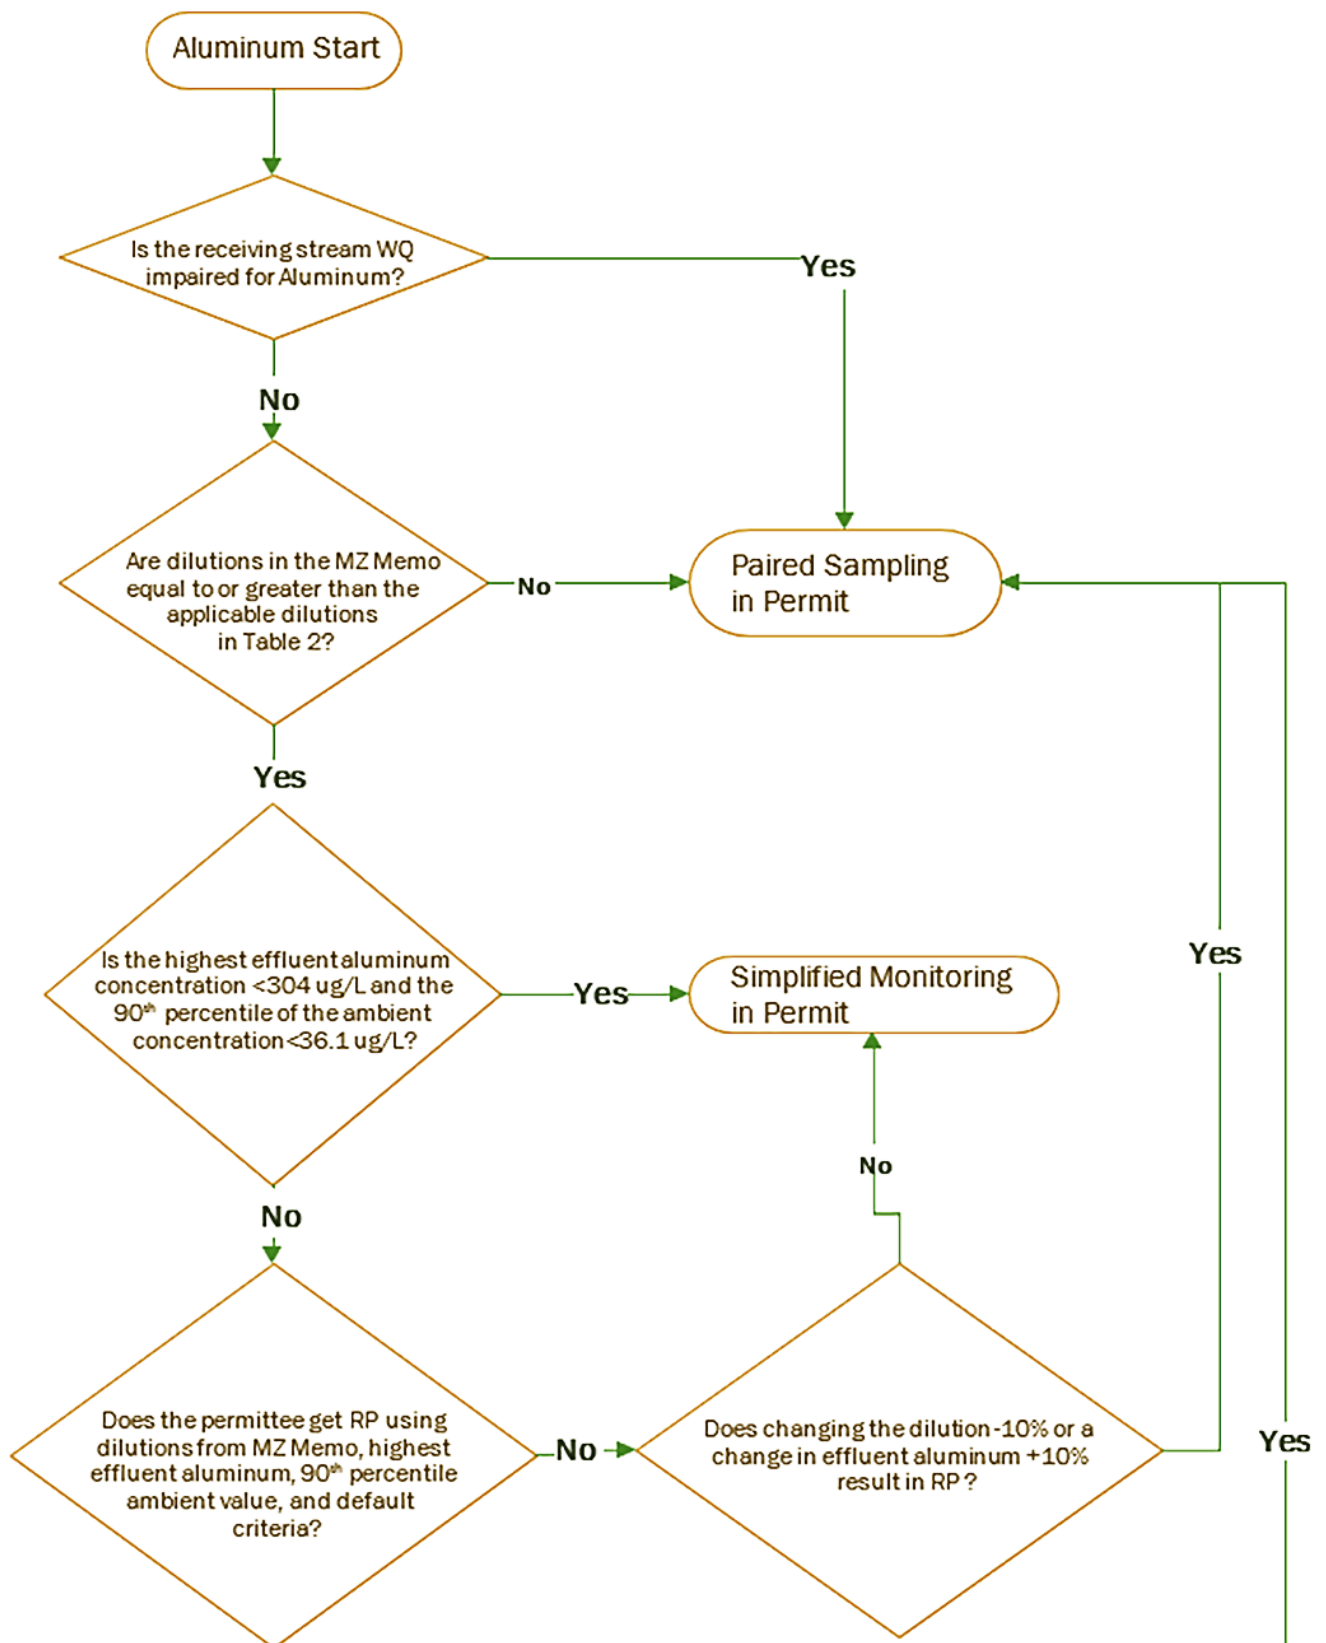 Aluminum Start
Is the receiving stream WQ
impaired for Aluminum?
Yes
No
Are dilutions in the MZ Memo
equal to or greater than the
applicable dilutions
in Table 2?
No
Paired Sampling
in Permit
Yes
Is the highest effluent aluminum
concentration <304 ug/L and the
90th percentile of the ambient
concentration<36.1 ug/L?
Yes
Simplified Monitoring
in Permit
Yes
No
No
Does the permittee get RP using
dilutions from MZ Memo, highest
effluent aluminum, 90th percentile
ambient value, and default
criteria?
No
Does changing the dilution -10% or a
change in effluent aluminum +10%
result in RP ?
Yes